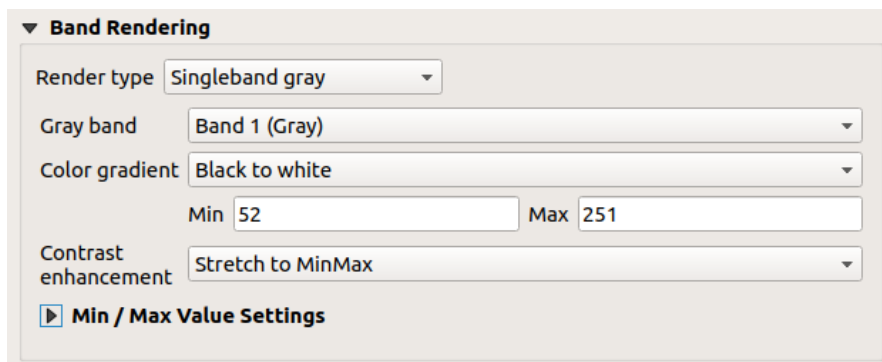 Band Rendering
Render type Singleband gray
Gray band Band 1 (Gray)
Color gradient Black to white
Min 52 Max 251
Contrast
enhancement Stretch to MinMax
Min / Max Value Settings